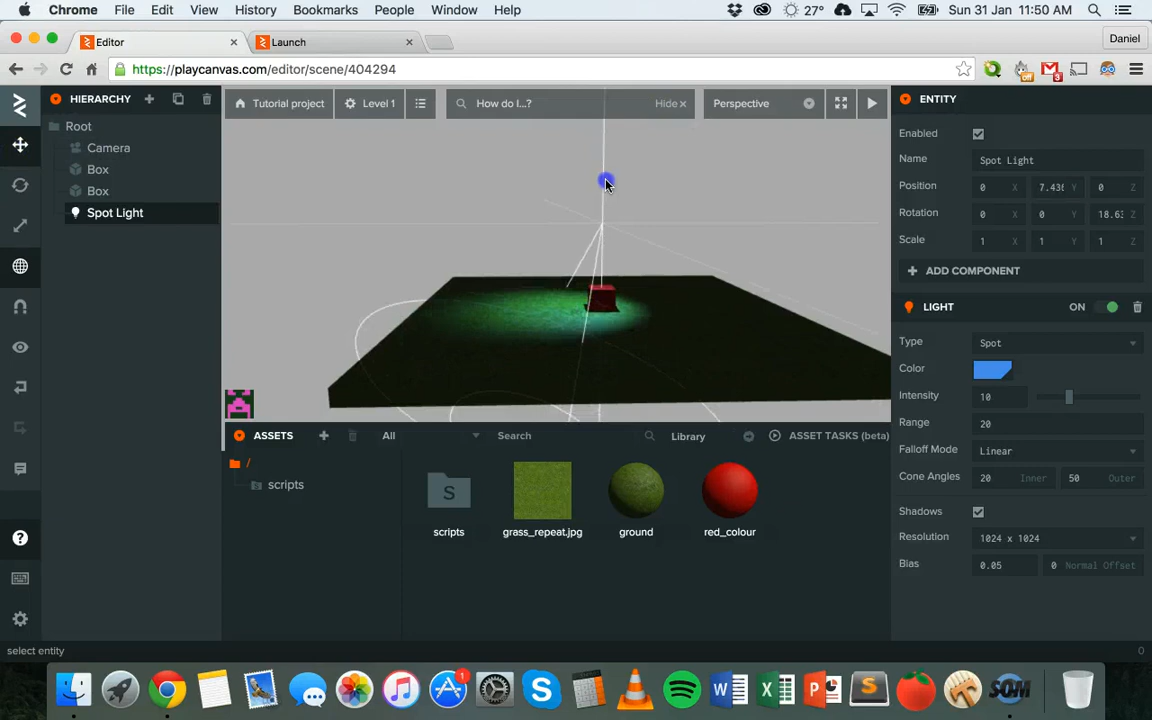 Chrome File Edit View History Bookmarks People Window Help
27° Sun 31 Jan 11:50 AM
Editor × Launch × Daniel
https://playcanvas.com/editor/scene/404294
off 3
HIERARCHY
Tutorial project Level 1 How do I...? Hide × Perspective
Root
Camera
Box
Box
Spot Light
ENTITY
Enabled
Name Spot Light
Position 0 X 7.436 Y 0 Z
Rotation 0 X 0 Y 18.63 Z
Scale 1 X 1 Y 1 Z
ADD COMPONENT
LIGHT ON
Type Spot
Color
Intensity 10
Range 20
Falloff Mode Linear
Cone Angles 20 Inner 50 Outer
Shadows
Resolution 1024 x 1024
Bias 0.05 0 Normal Offset
ASSETS All Search Library ASSET TASKS (beta)
/
scripts
S
scripts grass_repeat.jpg ground red_colour
select entity 0
1
W X P S SOM